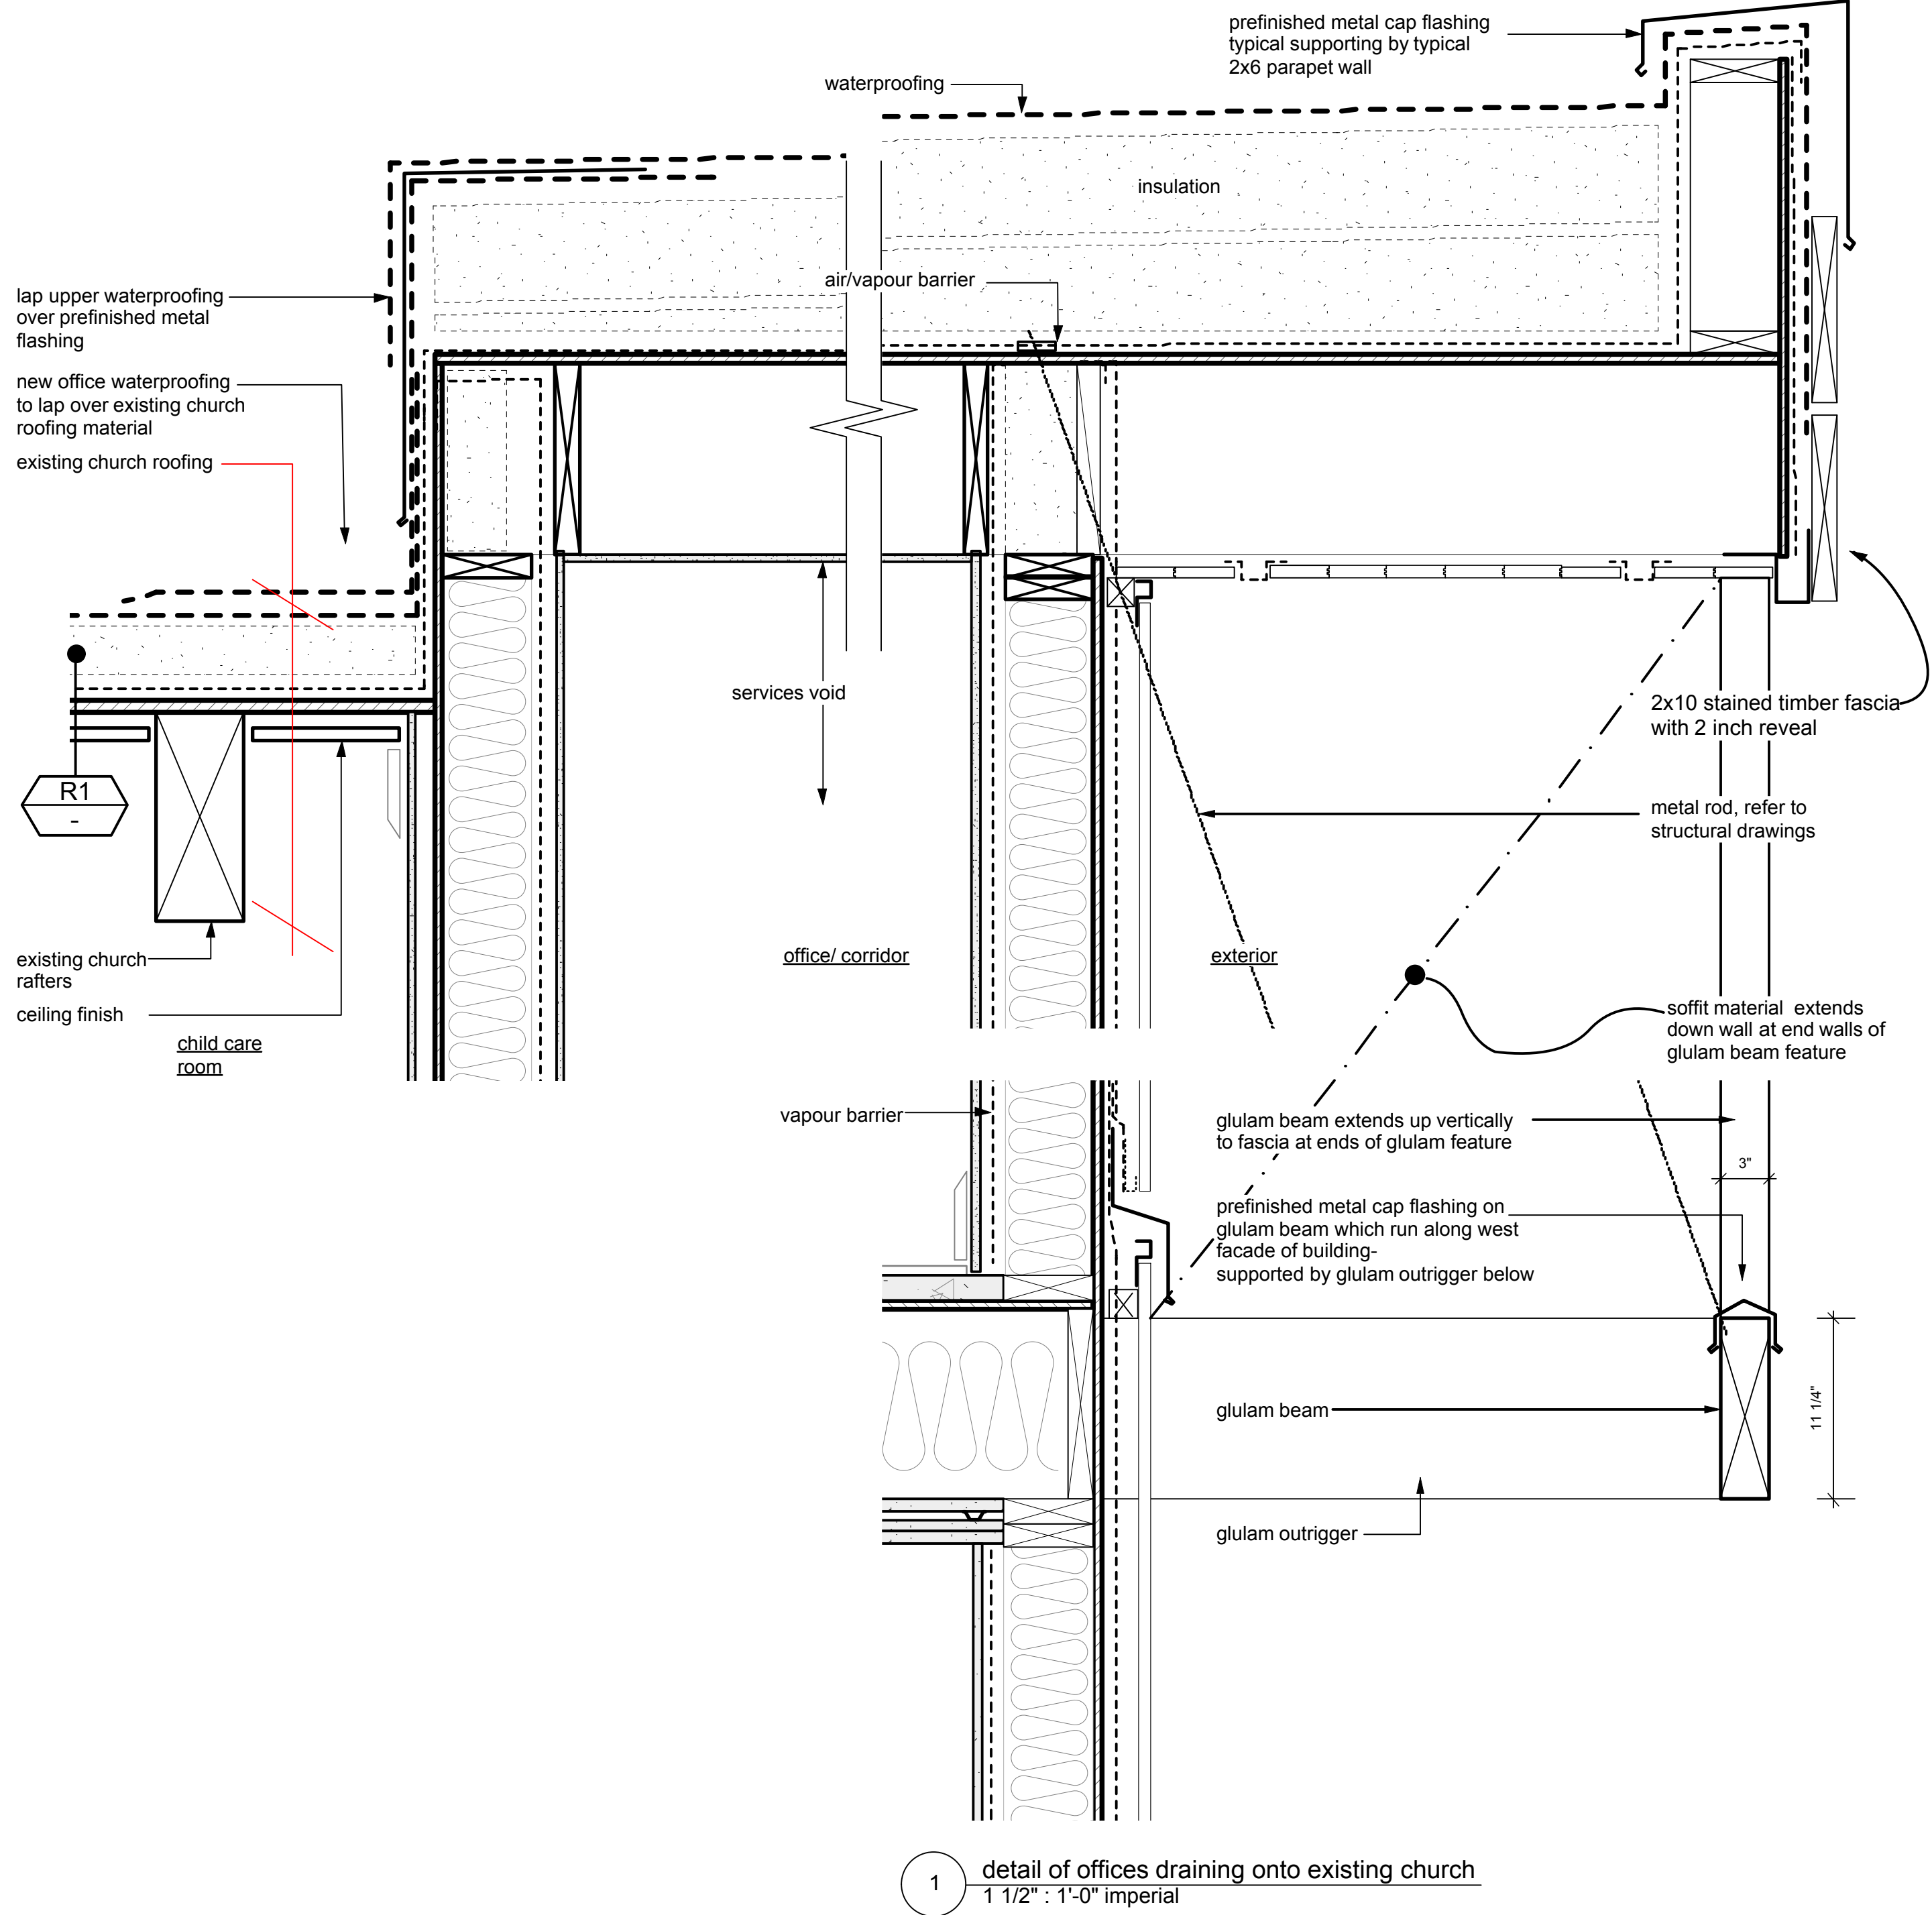 prefinished metal cap flashing
typical supporting by typical
2x6 parapet wall
waterproofing
insulation
air/vapour barrier
lap upper waterproofing
over prefinished metal
flashing
new office waterproofing
to lap over existing church
roofing material
existing church roofing
services void
2x10 stained timber fascia
with 2 inch reveal
R1
-
metal rod, refer to
structural drawings
existing church
rafters
ceiling finish
child care
room
office/ corridor
exterior
soffit material extends
down wall at end walls of
glulam beam feature
vapour barrier
glulam beam extends up vertically
to fascia at ends of glulam feature
3"
prefinished metal cap flashing on
glulam beam which run along west
facade of building-
supported by glulam outrigger below
glulam beam
11 1/4"
glulam outrigger
1
detail of offices draining onto existing church
1 1/2" : 1'-0" imperial